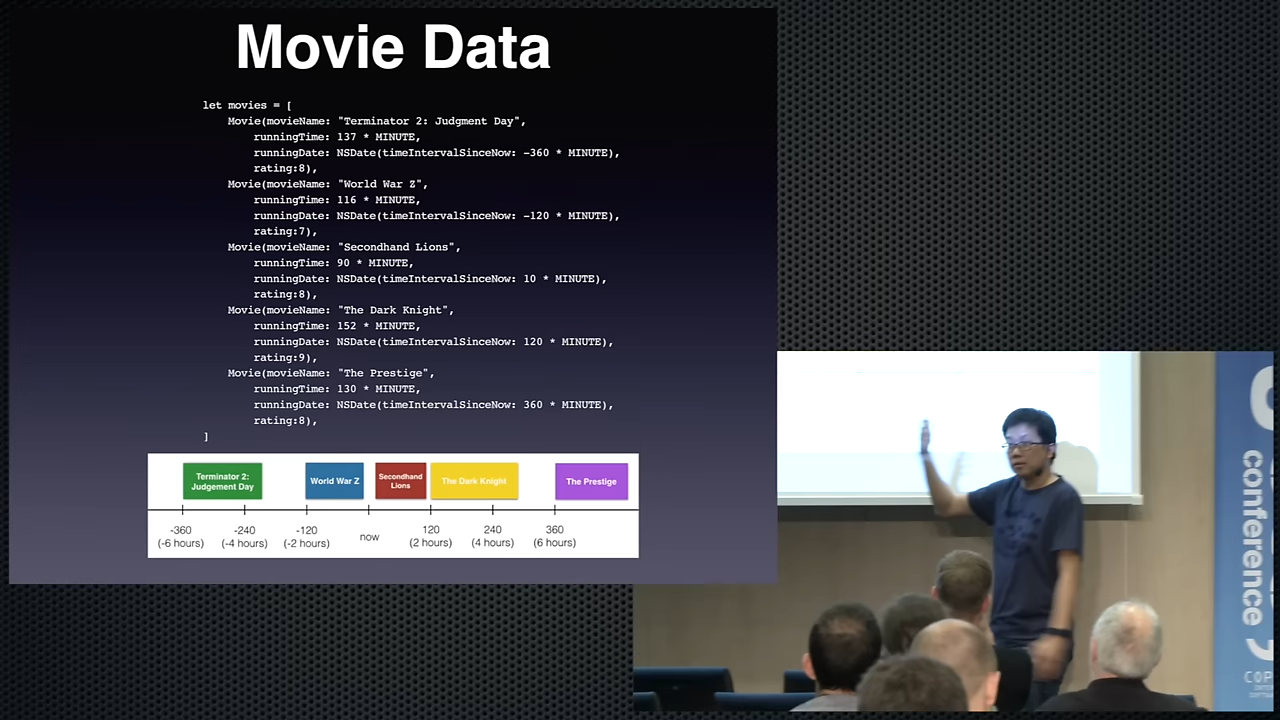 Movie Data
let movies = [
Movie(movieName: "Terminator 2: Judgment Day",
runningTime: 137 * MINUTE,
runningDate: NSDate(timeIntervalSinceNow: -360 * MINUTE),
rating:8),
Movie(movieName: "World War Z",
runningTime: 116 * MINUTE,
runningDate: NSDate(timeIntervalSinceNow: -120 * MINUTE),
rating:7),
Movie(movieName: "Secondhand Lions",
runningTime: 90 * MINUTE,
runningDate: NSDate(timeIntervalSinceNow: 10 * MINUTE),
rating:8),
Movie(movieName: "The Dark Knight",
runningTime: 152 * MINUTE,
runningDate: NSDate(timeIntervalSinceNow: 120 * MINUTE),
rating:9),
Movie(movieName: "The Prestige",
runningTime: 130 * MINUTE,
runningDate: NSDate(timeIntervalSinceNow: 360 * MINUTE),
rating:8),
]
Terminator 2:
Judgement Day
World War Z
Secondhand
Lions
The Dark Knight
The Prestige
-360
(-6 hours)
-240
(-4 hours)
-120
(-2 hours)
now
120
(2 hours)
240
(4 hours)
360
(6 hours)
conference